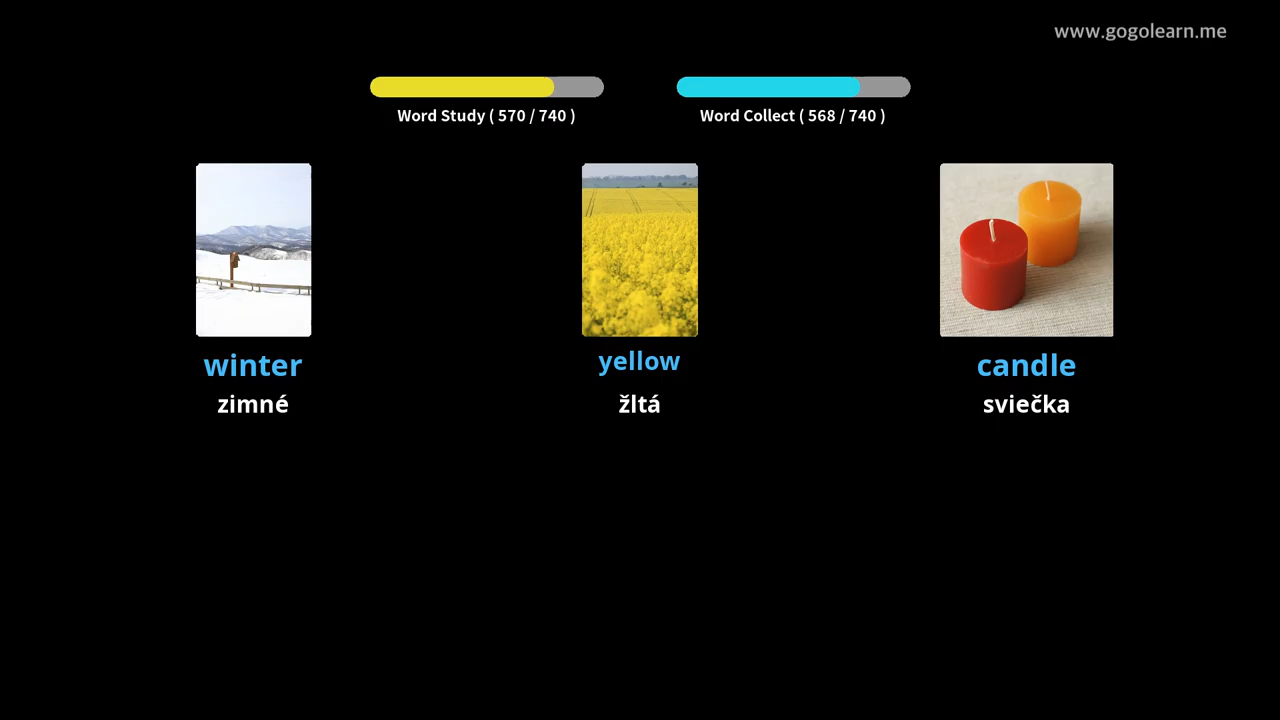 www.gogolearn.me
Word Study ( 570 / 740 )
Word Collect ( 568 / 740 )
winter
zimné
yellow
žltá
candle
sviečka